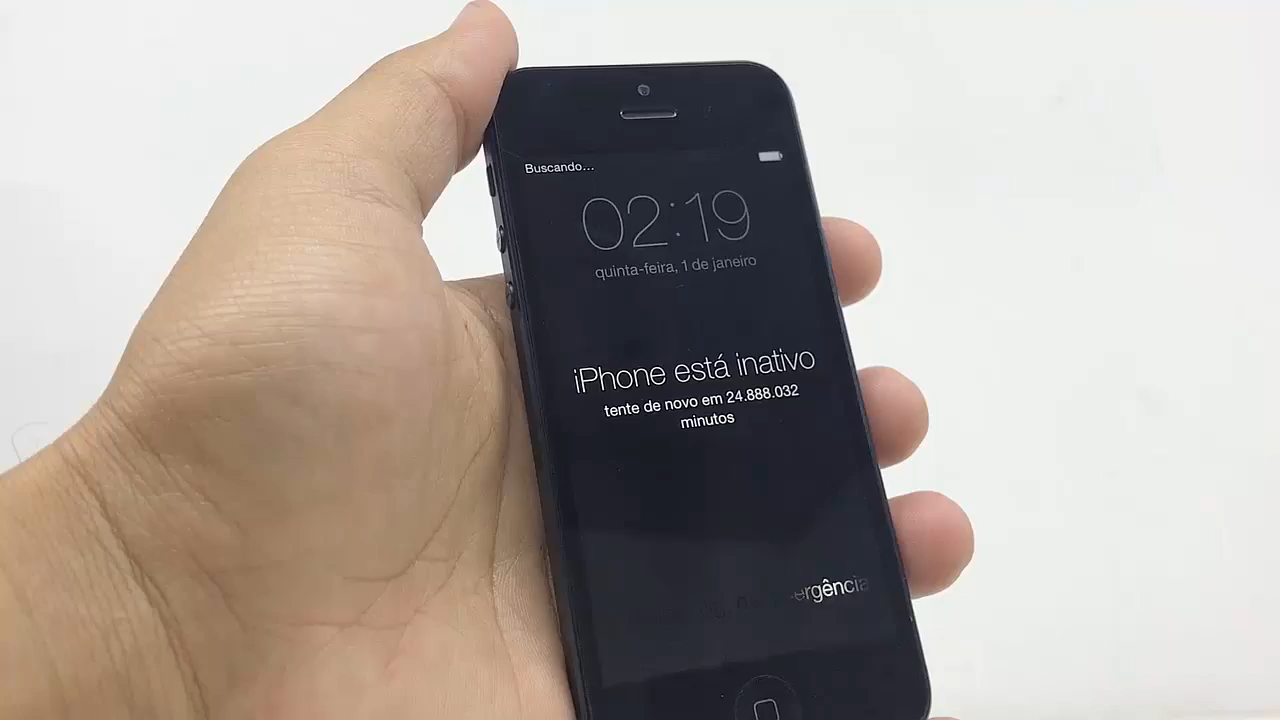 Buscando...
02:19
quinta-feira, 1 de janeiro
iPhone está inativo
tente de novo em 24.888.032
minutos